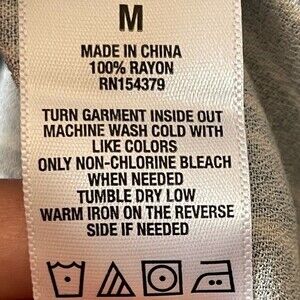 M
MADE IN CHINA
100% RAYON
RN154379
TURN GARMENT INSIDE OUT
MACHINE WASH COLD WITH
LIKE COLORS
ONLY NON-CHLORINE BLEACH
WHEN NEEDED
TUMBLE DRY LOW
WARM IRON ON THE REVERSE
SIDE IF NEEDED